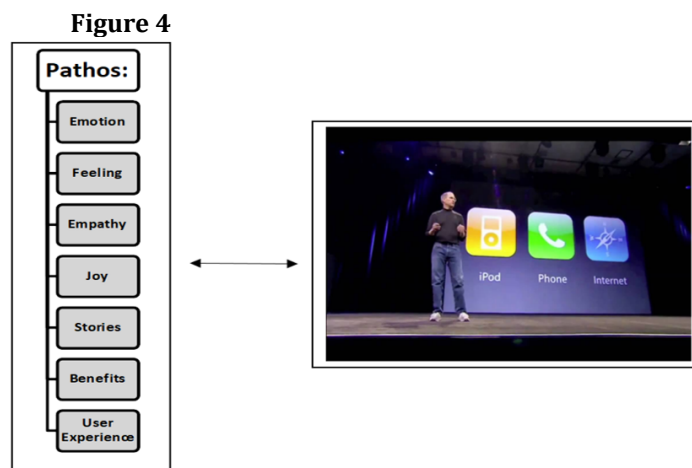 Figure 4
Pathos:
Emotion
Feeling
Empathy
Joy
Stories
Benefits
User
Experience
iPod
Phone
Internet